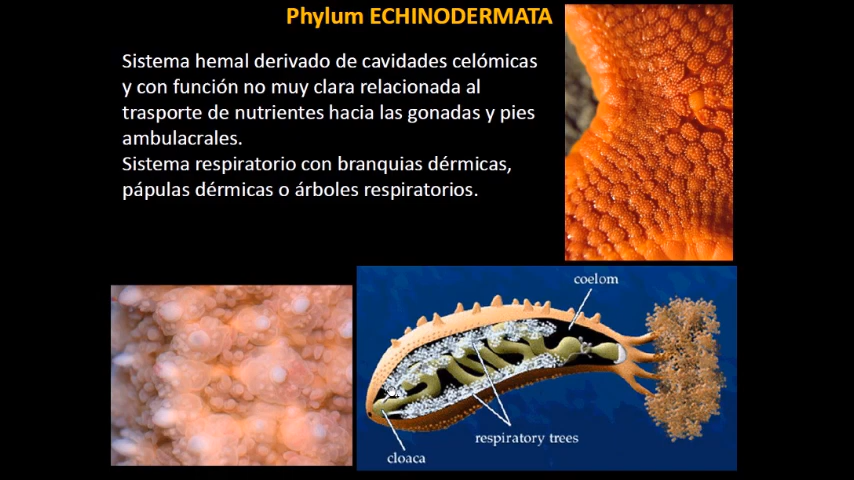 Phylum ECHINODERMATA
Sistema hemal derivado de cavidades celómicas
y con función no muy clara relacionada al
trasporte de nutrientes hacia las gonadas y pies
ambulacrales.
Sistema respiratorio con branquias dérmicas,
pápulas dérmicas o árboles respiratorios.
coelom
respiratory trees
cloaca